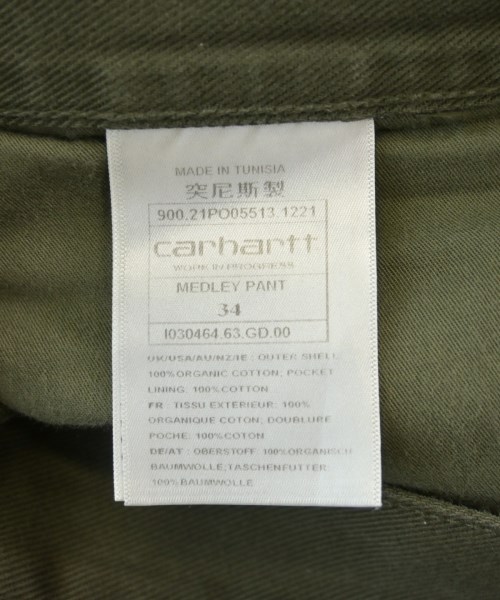 MADE IN TUNISIA
突尼斯製
900.21PO05513.1221
carhartt
WORK IN PROGRESS
MEDLEY PANT
34
I030464.63.GD.00
UK/USA/AU/NZ/IE : OUTER SHELL
100%ORGANIC COTTON; POCKET
LINING: 100%COTTON
FR: TISSU EXTERIEUR: 100%
ORGANIQUE COTON; DOUBLURE
POCHE: 100%COTON
DE/AT: OBERSTOFF: 100%ORGANISCH
BAUMWOLLE;TASCHENFUTTER
100%BAUMWOLLE